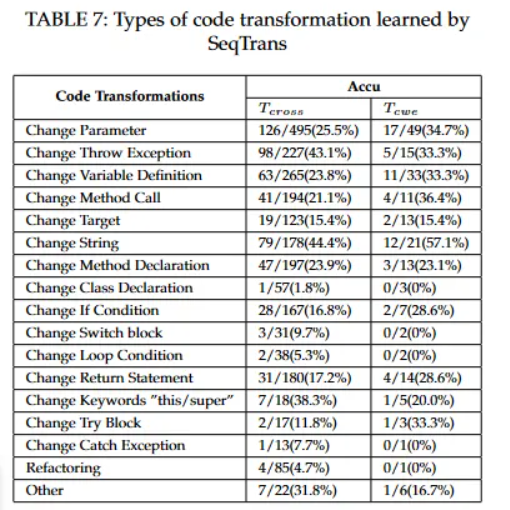 TABLE 7: Types of code transformation learned by
SeqTrans
Code Transformations Accu
T_cross T_cwe
Change Parameter 126/495(25.5%) 17/49(34.7%)
Change Throw Exception 98/227(43.1%) 5/15(33.3%)
Change Variable Definition 63/265(23.8%) 11/33(33.3%)
Change Method Call 41/194(21.1%) 4/11(36.4%)
Change Target 19/123(15.4%) 2/13(15.4%)
Change String 79/178(44.4%) 12/21(57.1%)
Change Method Declaration 47/197(23.9%) 3/13(23.1%)
Change Class Declaration 1/57(1.8%) 0/3(0%)
Change If Condition 28/167(16.8%) 2/7(28.6%)
Change Switch block 3/31(9.7%) 0/2(0%)
Change Loop Condition 2/38(5.3%) 0/2(0%)
Change Return Statement 31/180(17.2%) 4/14(28.6%)
Change Keywords ”this/super” 7/18(38.3%) 1/5(20.0%)
Change Try Block 2/17(11.8%) 1/3(33.3%)
Change Catch Exception 1/13(7.7%) 0/1(0%)
Refactoring 4/85(4.7%) 0/1(0%)
Other 7/22(31.8%) 1/6(16.7%)